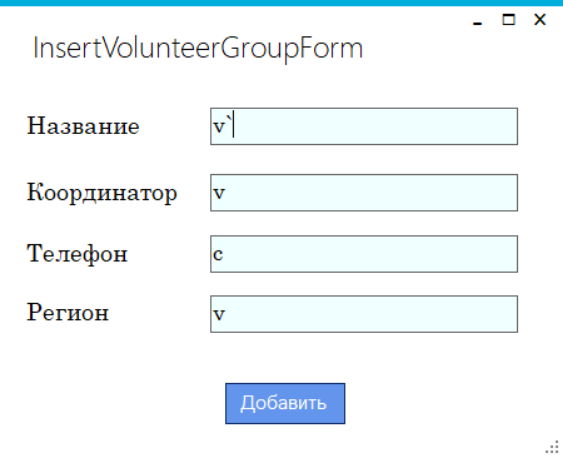 InsertVolunteerGroupForm
Название v`
Координатор v
Телефон c
Регион v
Добавить